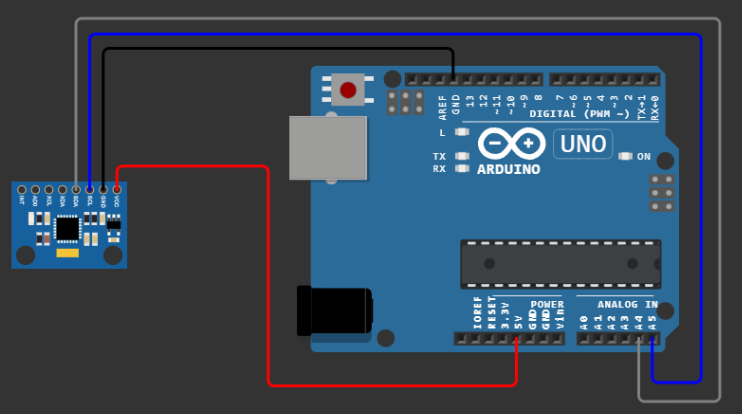 AREF
GND
13
12
~11
~10
~9
8
7
~6
~5
4
~3
2
TX→1
RX←0
DIGITAL (PWM ~)
L
TX
RX
UNO
ARDUINO
ON
INT
ADD
XCL
XDA
SDA
SCL
GND
VCC
POWER
ANALOG IN
IOREF
RESET
3.3V
5V
GND
GND
Vin
A0
A1
A2
A3
A4
A5